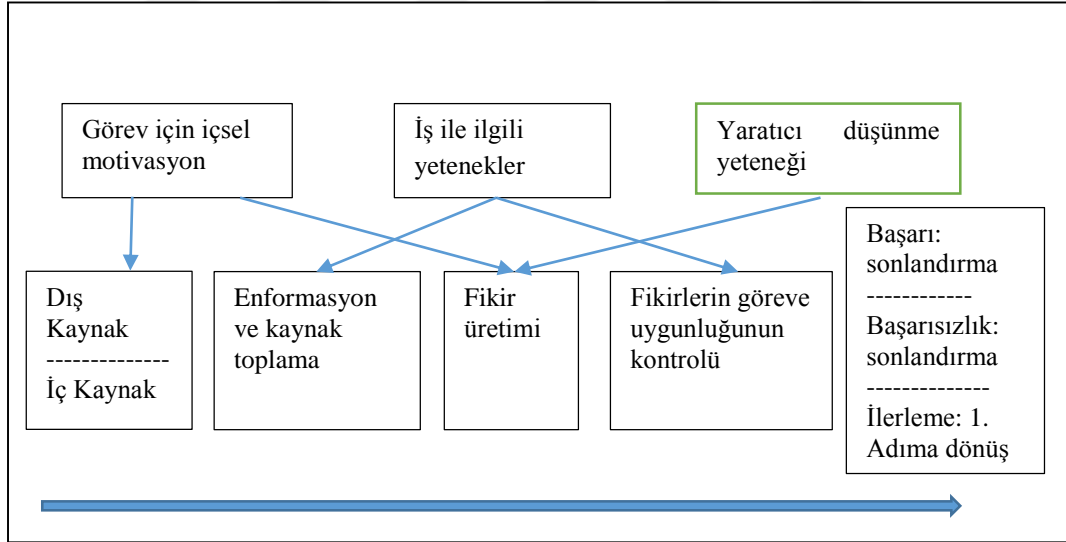 Görev için içsel
motivasyon
İş ile ilgili
yetenekler
Yaratıcı düşünme
yeteneği
Dış
Kaynak
--------------
İç Kaynak
Enformasyon
ve kaynak
toplama
Fikir
üretimi
Fikirlerin göreve
uygunluğunun
kontrolü
Başarı:
sonlandırma
------------
Başarısızlık:
sonlandırma
--------------
İlerleme: 1.
Adıma dönüş